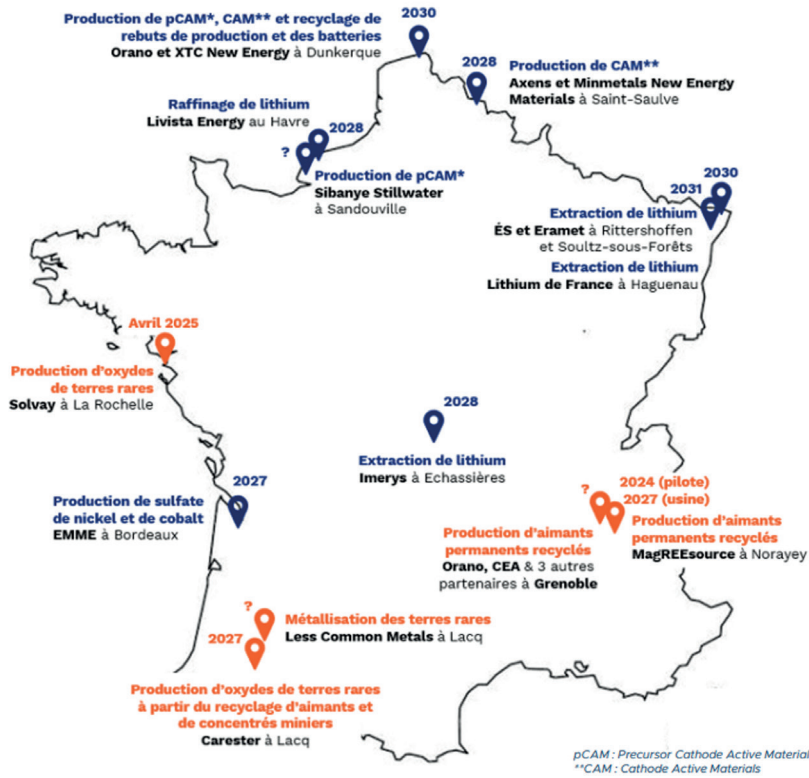 2030
Production de pCAM*, CAM** et recyclage de
rebuts de production et des batteries
Orano et XTC New Energy à Dunkerque
2028
Production de CAM**
Axens et Minmetals New Energy
Materials à Saint-Saulve
Raffinage de lithium
Livista Energy au Havre
2028
?
Production de pCAM*
Sibanye Stillwater
à Sandouville
2030
2031
Extraction de lithium
ÉS et Eramet à Rittershoffen
et Soultz-sous-Forêts
Extraction de lithium
Lithium de France à Haguenau
Avril 2025
Production d'oxydes
de terres rares
Solvay à La Rochelle
2028
Extraction de lithium
Imerys à Echassières
2027
Production de sulfate
de nickel et de cobalt
EMME à Bordeaux
?
2024 (pilote)
2027 (usine)
Production d'aimants
permanents recyclés
MagREEsource à Norayey
Production d'aimants
permanents recyclés
Orano, CEA & 3 autres
partenaires à Grenoble
?
Métallisation des terres rares
Less Common Metals à Lacq
2027
Production d'oxydes de terres rares
à partir du recyclage d'aimants et
de concentrés miniers
Carester à Lacq
pCAM : Precursor Cathode Active Material
**CAM : Cathode Active Materials